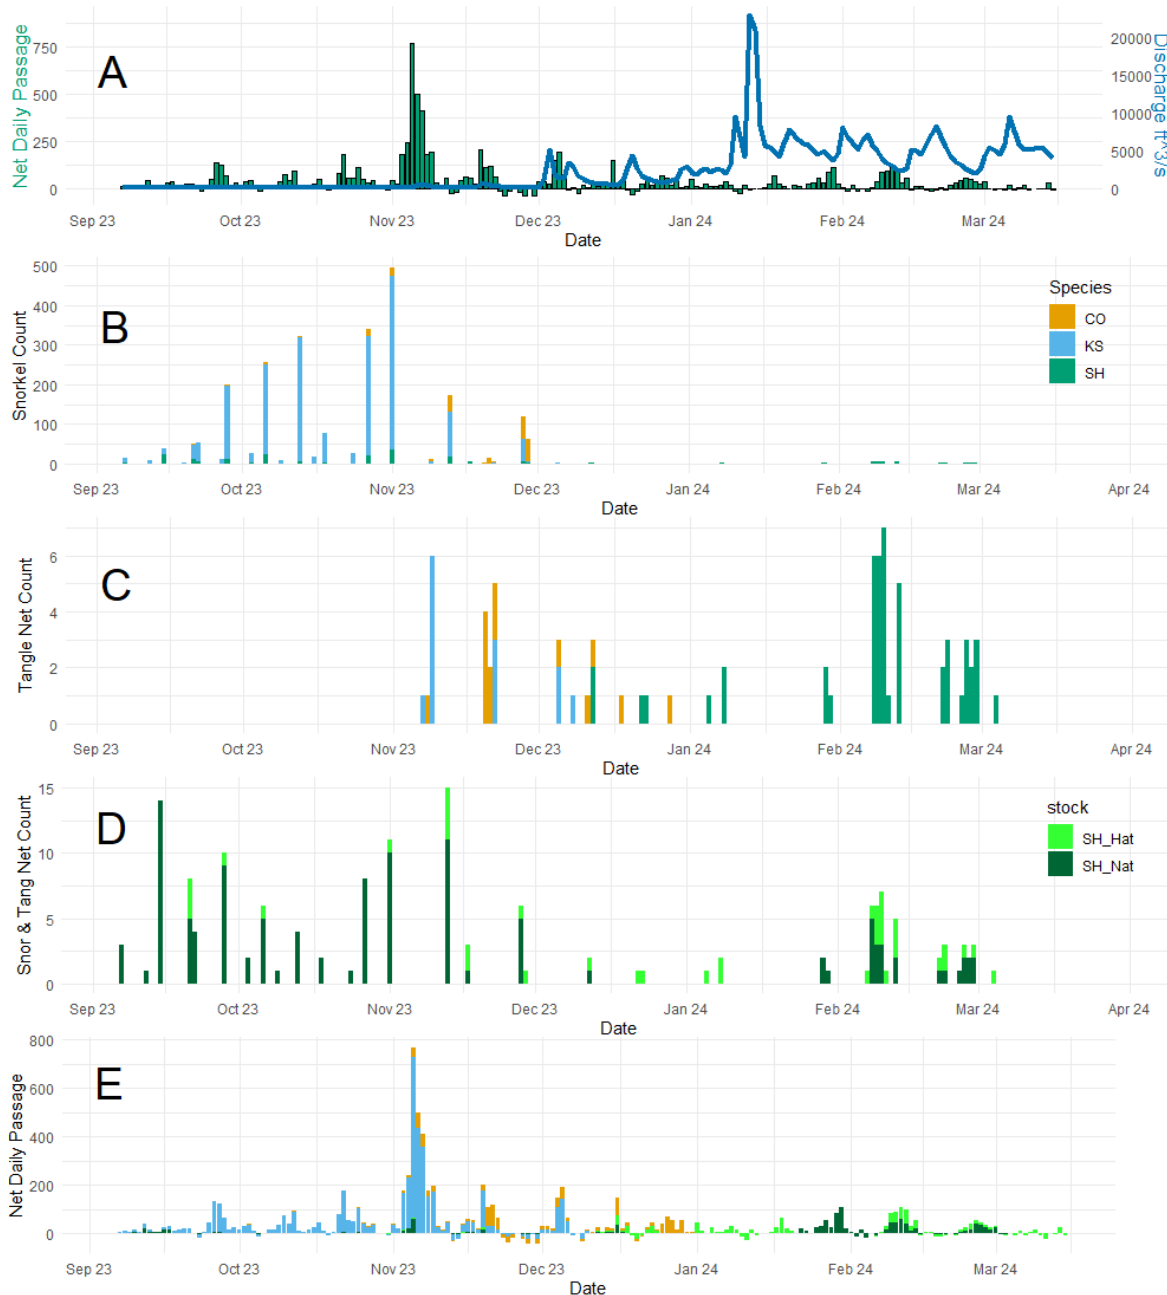 A
Net Daily Passage
750
500
250
0
Discharge ft^3/s
20000
15000
10000
5000
0
Sep 23 Oct 23 Nov 23 Dec 23 Jan 24 Feb 24 Mar 24
Date
B
Snorkel Count
500
400
300
200
100
0
Species
CO
KS
SH
Sep 23 Oct 23 Nov 23 Dec 23 Jan 24 Feb 24 Mar 24 Apr 24
Date
C
Tangle Net Count
6
4
2
0
Sep 23 Oct 23 Nov 23 Dec 23 Jan 24 Feb 24 Mar 24 Apr 24
Date
D
Snor & Tang Net Count
15
10
5
0
stock
SH_Hat
SH_Nat
Sep 23 Oct 23 Nov 23 Dec 23 Jan 24 Feb 24 Mar 24 Apr 24
Date
E
Net Daily Passage
800
600
400
200
0
Sep 23 Oct 23 Nov 23 Dec 23 Jan 24 Feb 24 Mar 24
Date